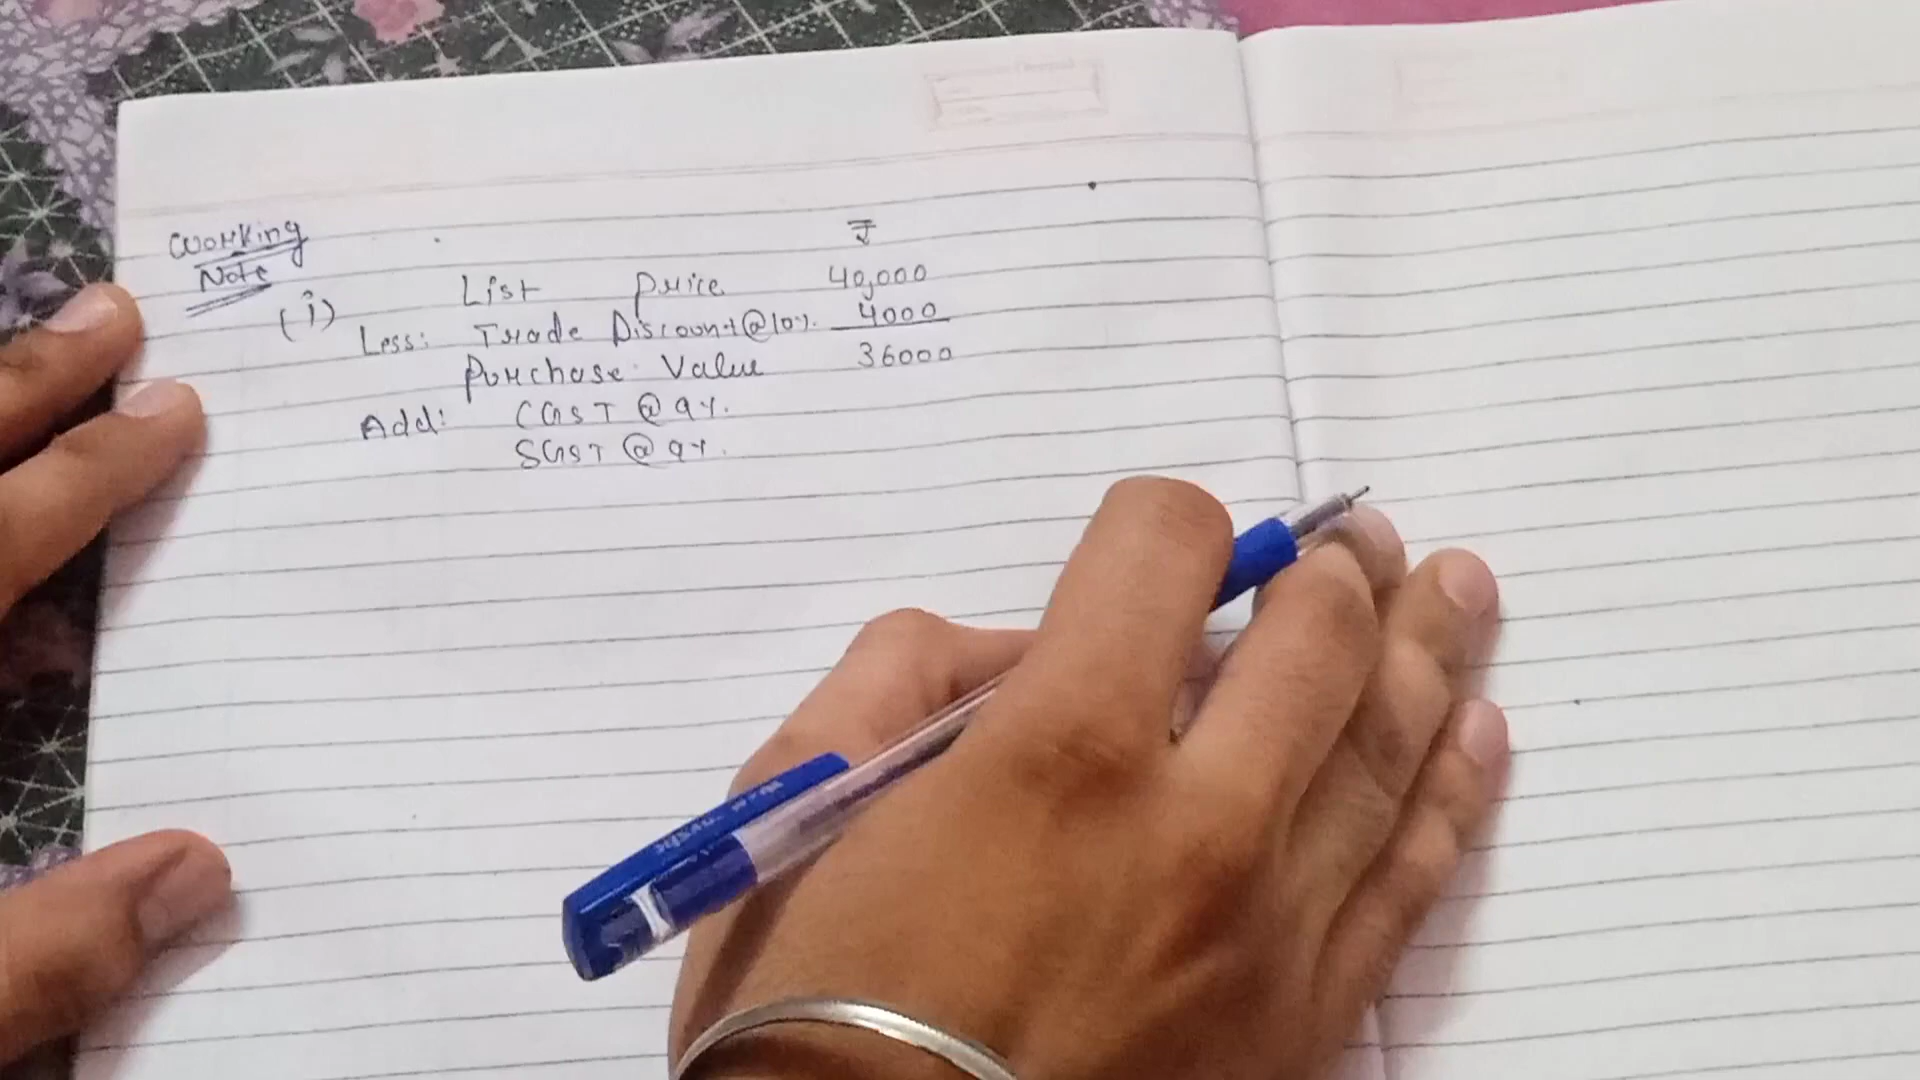 Working
Note
₹
(i) List Price 40,000
Less: Trade Discount@10%. 4000
Purchase Value 36000
Add: CGST @ 9%.
SGST @ 9%.